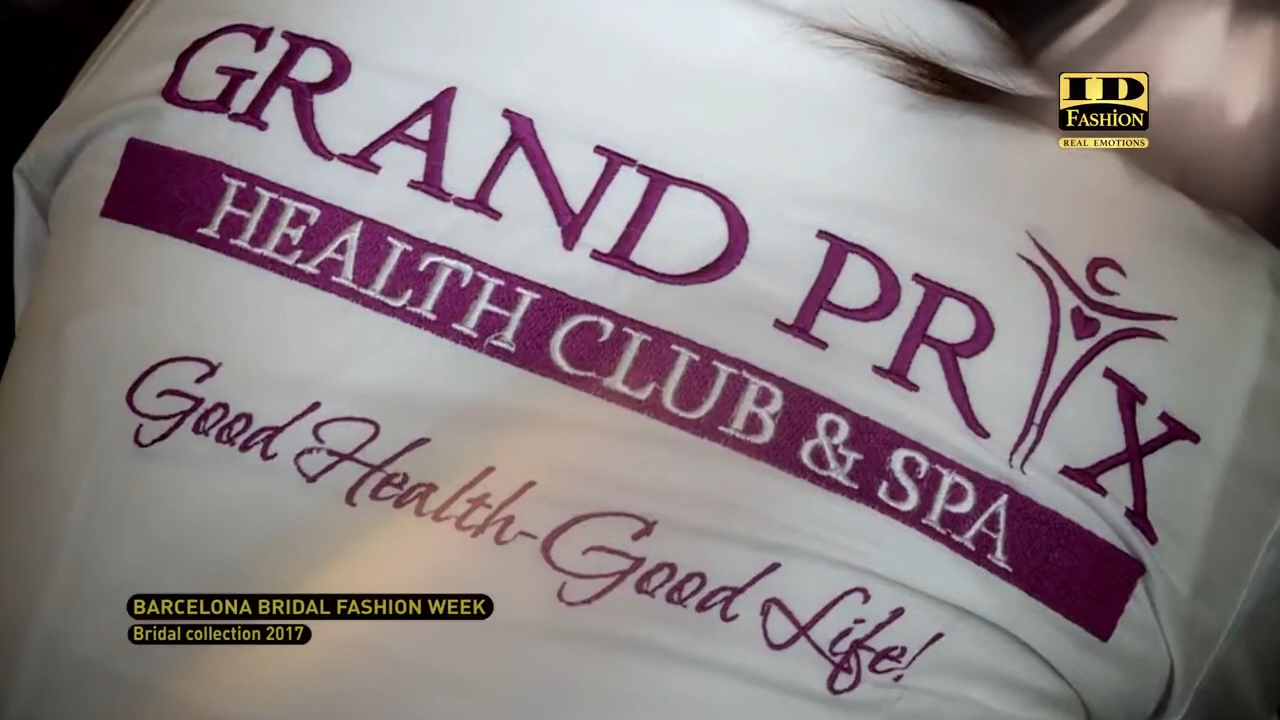 GRAND PRIX
HEALTH CLUB & SPA
Good Health-Good Life!
ID
FASHION
REAL EMOTIONS
BARCELONA BRIDAL FASHION WEEK
Bridal collection 2017